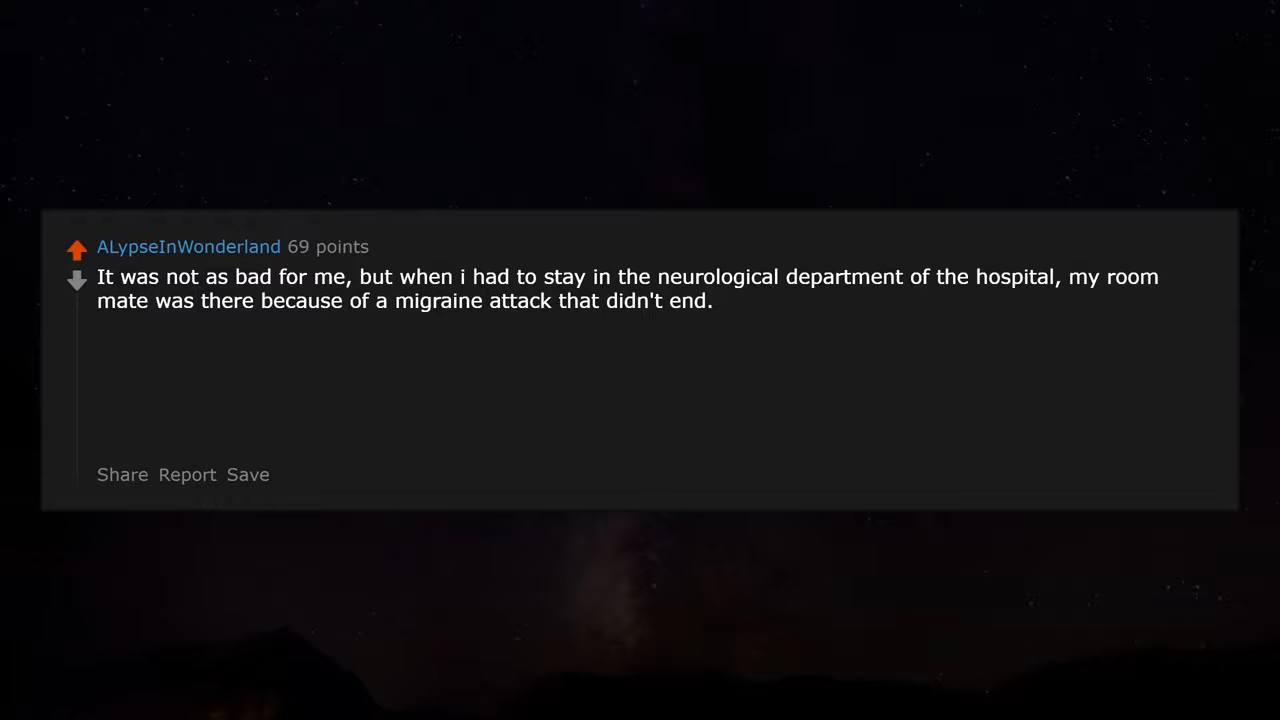 ALypseInWonderland 69 points
It was not as bad for me, but when i had to stay in the neurological department of the hospital, my room
mate was there because of a migraine attack that didn't end.
Share Report Save